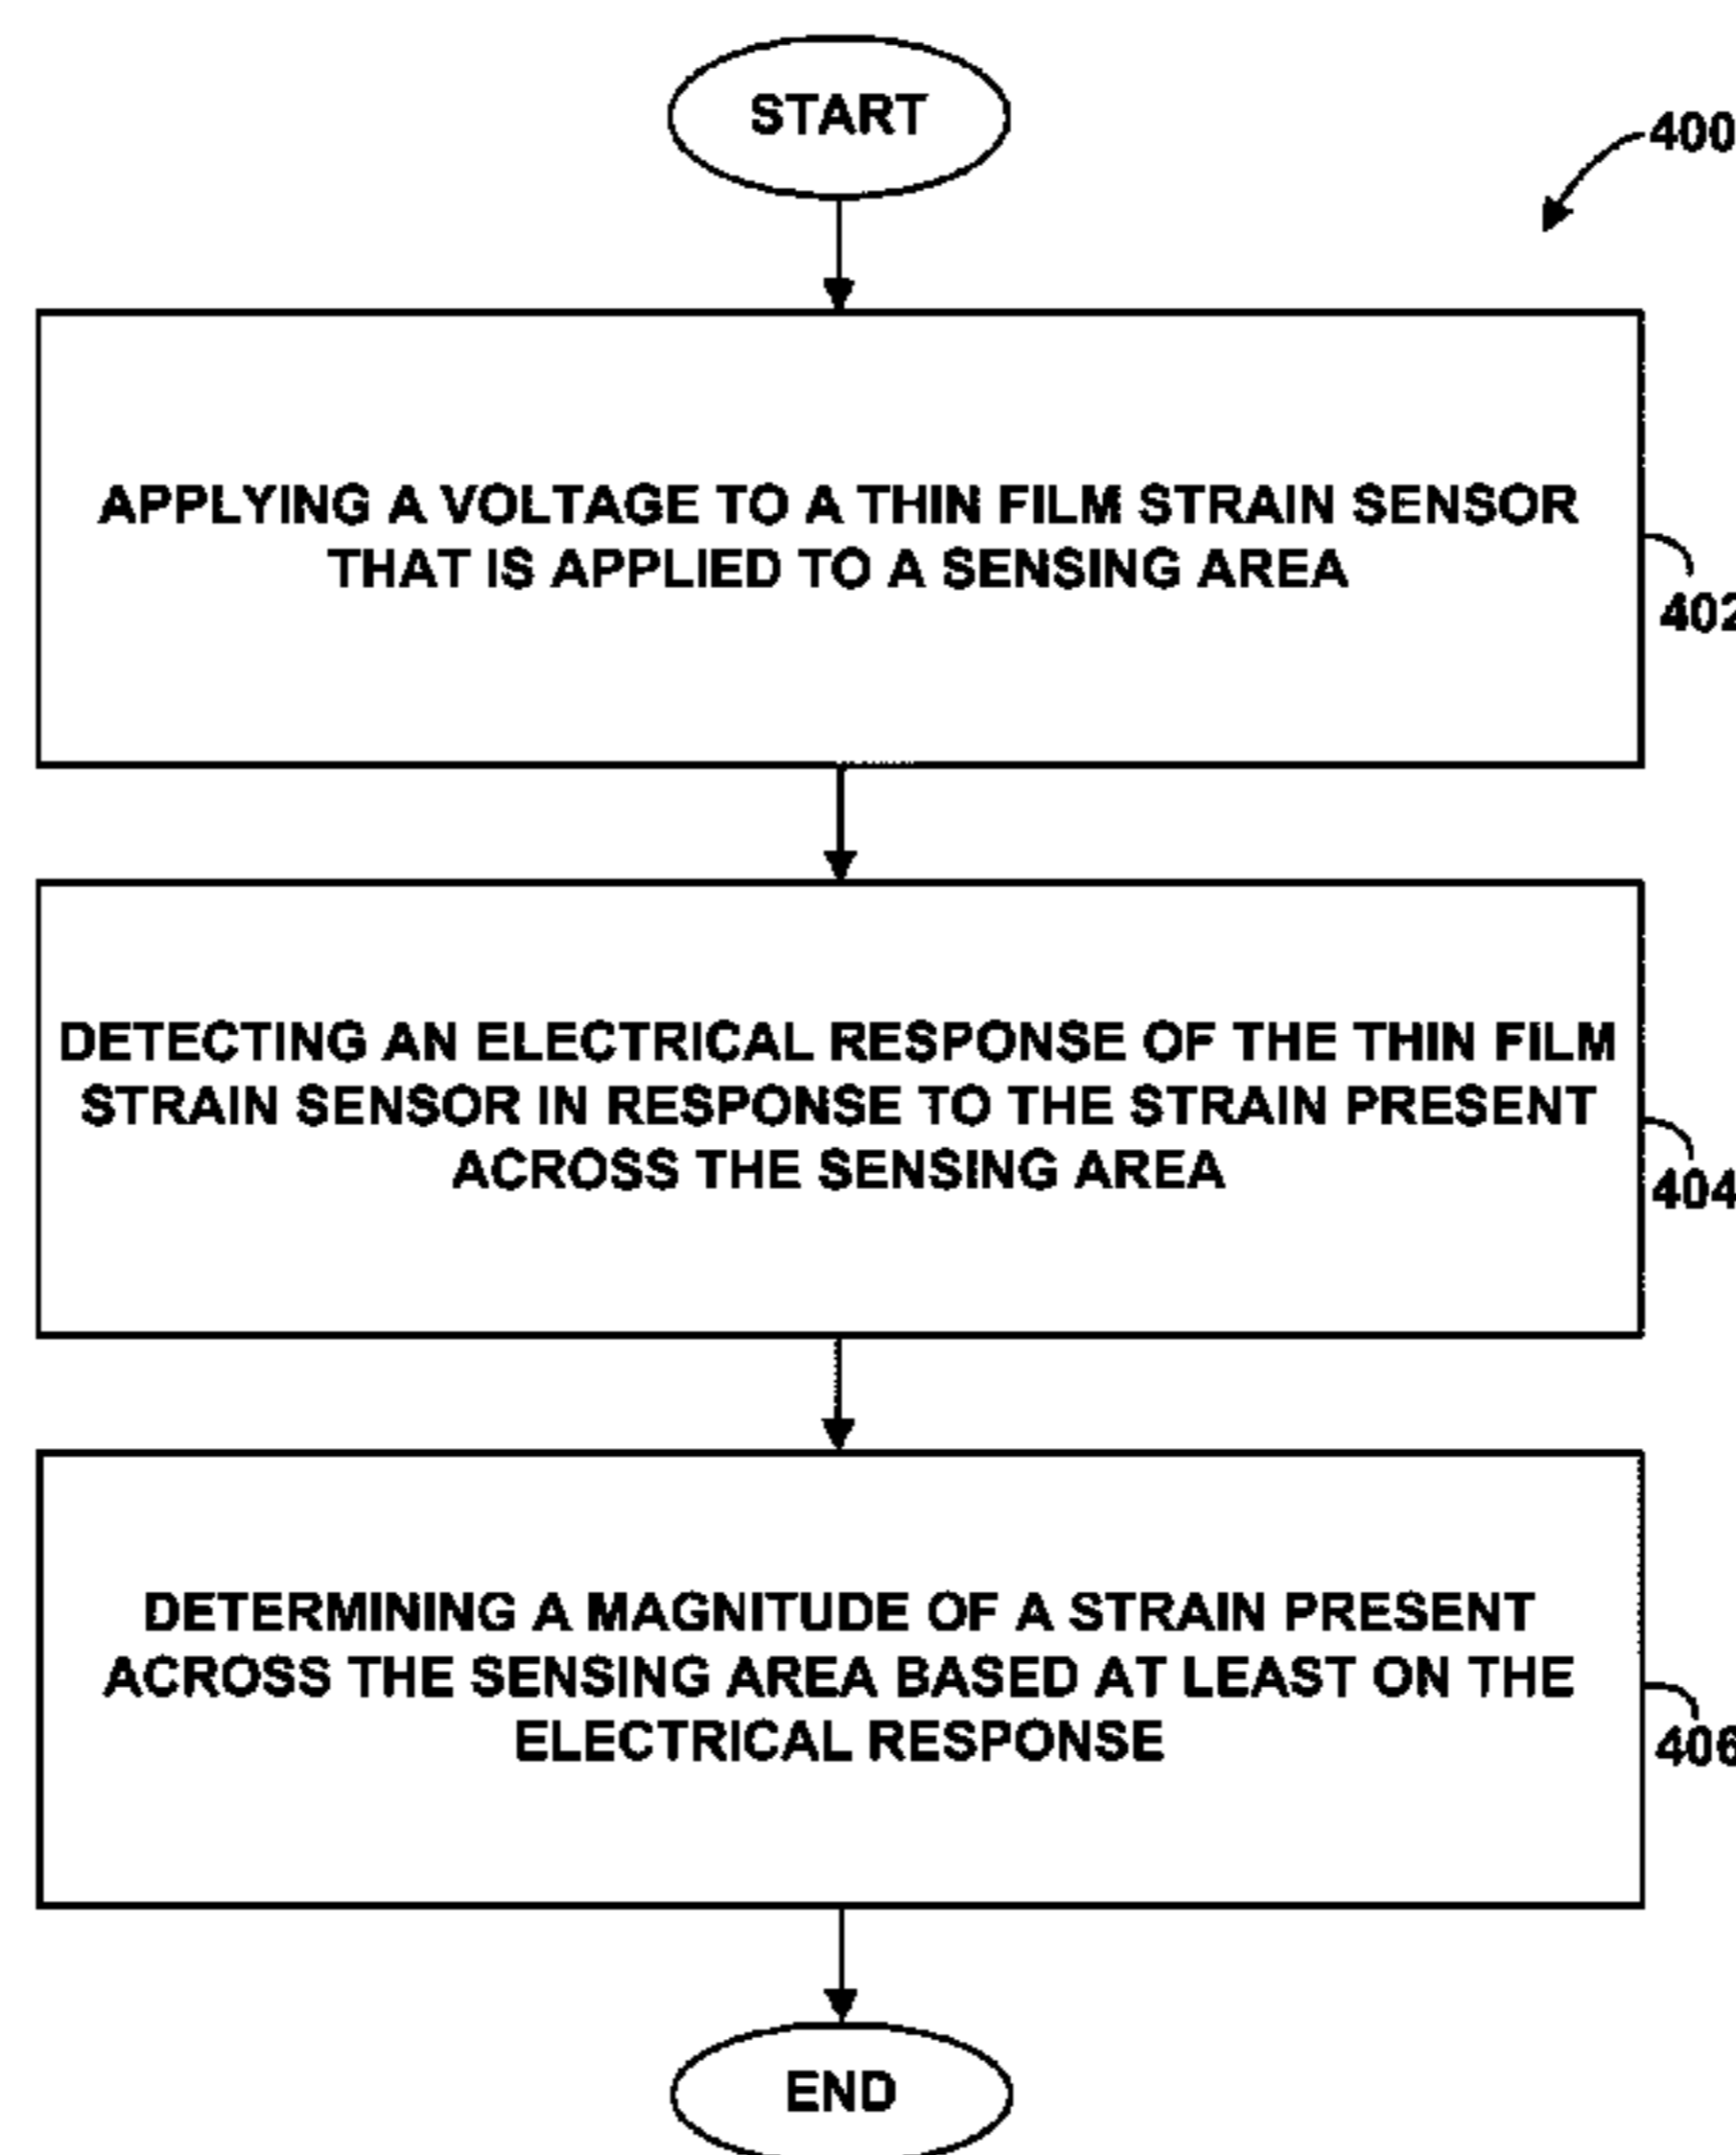 START
400
APPLYING A VOLTAGE TO A THIN FILM STRAIN SENSOR
THAT IS APPLIED TO A SENSING AREA
402
DETECTING AN ELECTRICAL RESPONSE OF THE THIN FILM
STRAIN SENSOR IN RESPONSE TO THE STRAIN PRESENT
ACROSS THE SENSING AREA
404
DETERMINING A MAGNITUDE OF A STRAIN PRESENT
ACROSS THE SENSING AREA BASED AT LEAST ON THE
ELECTRICAL RESPONSE
406
END